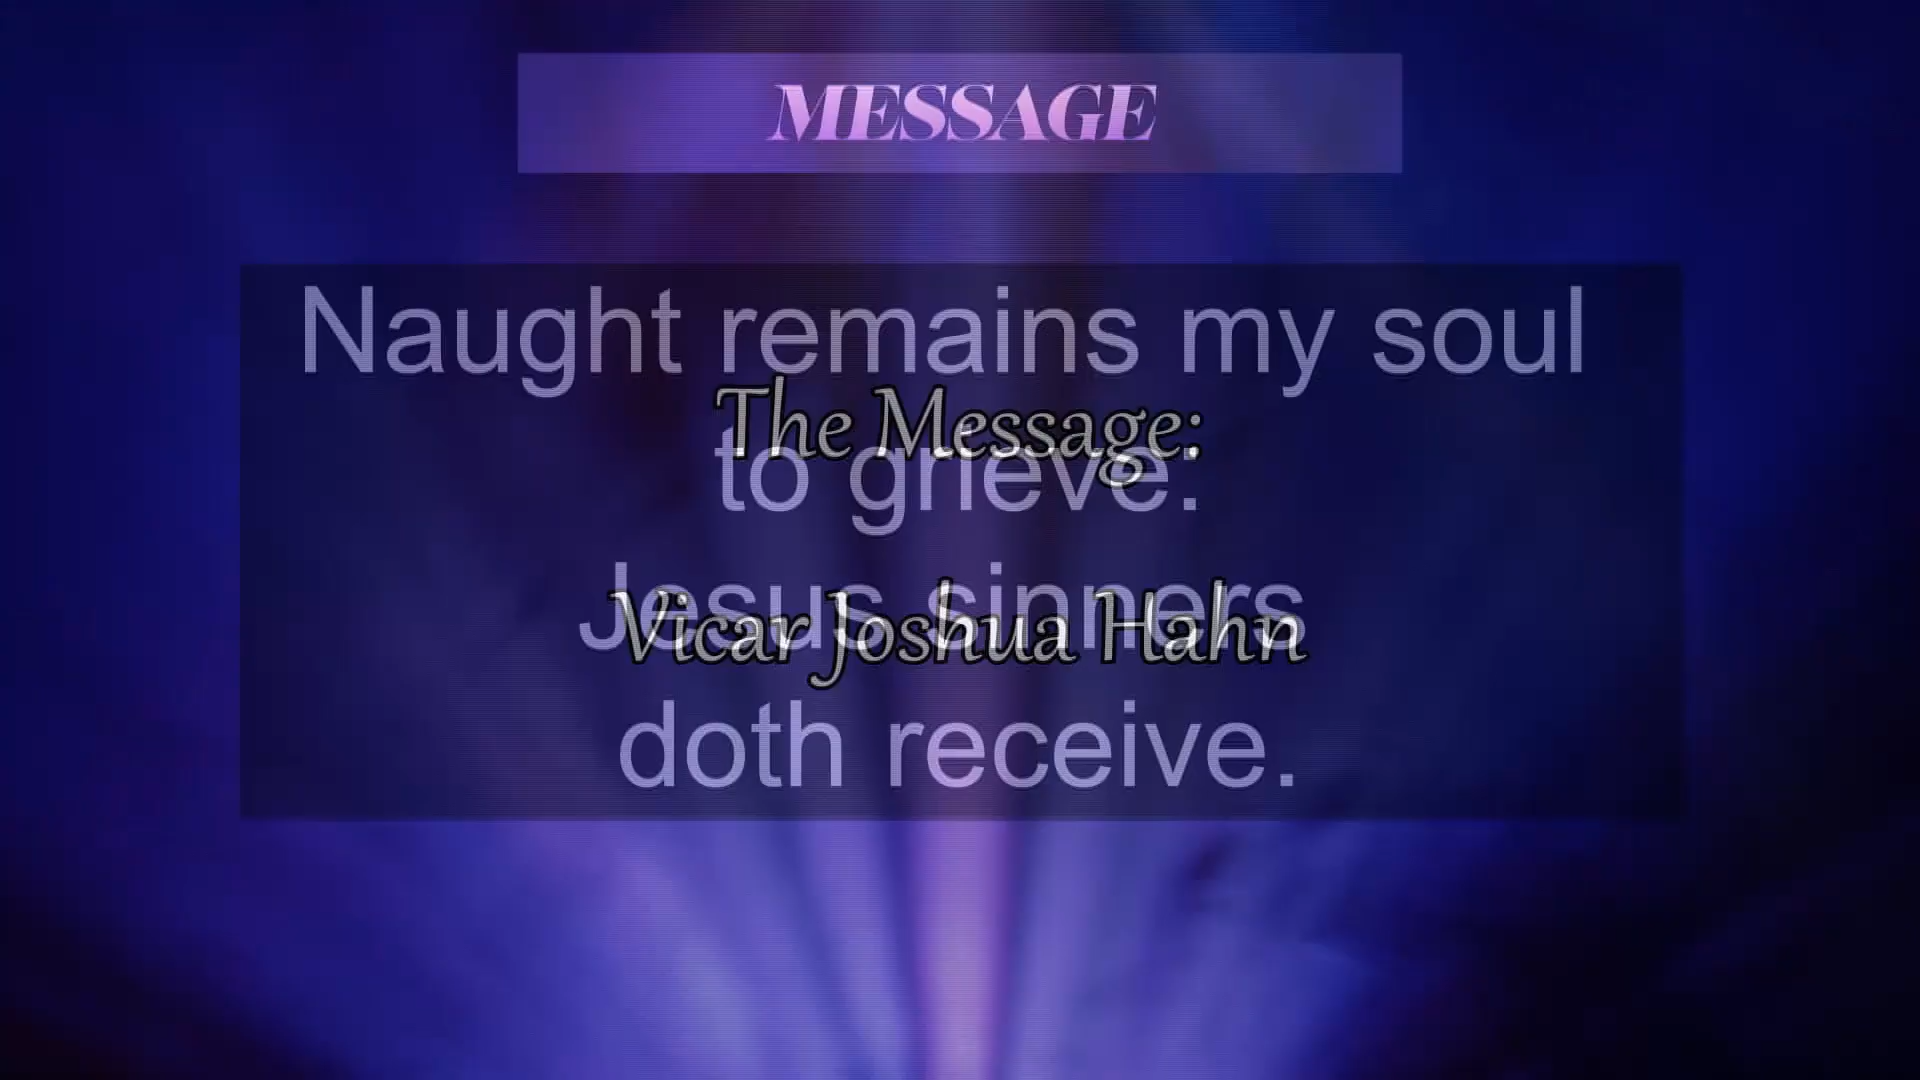 MESSAGE
Naught remains my soul
The Message:
to grieve:
Jesus sinners
Vicar Joshua Hahn
doth receive.